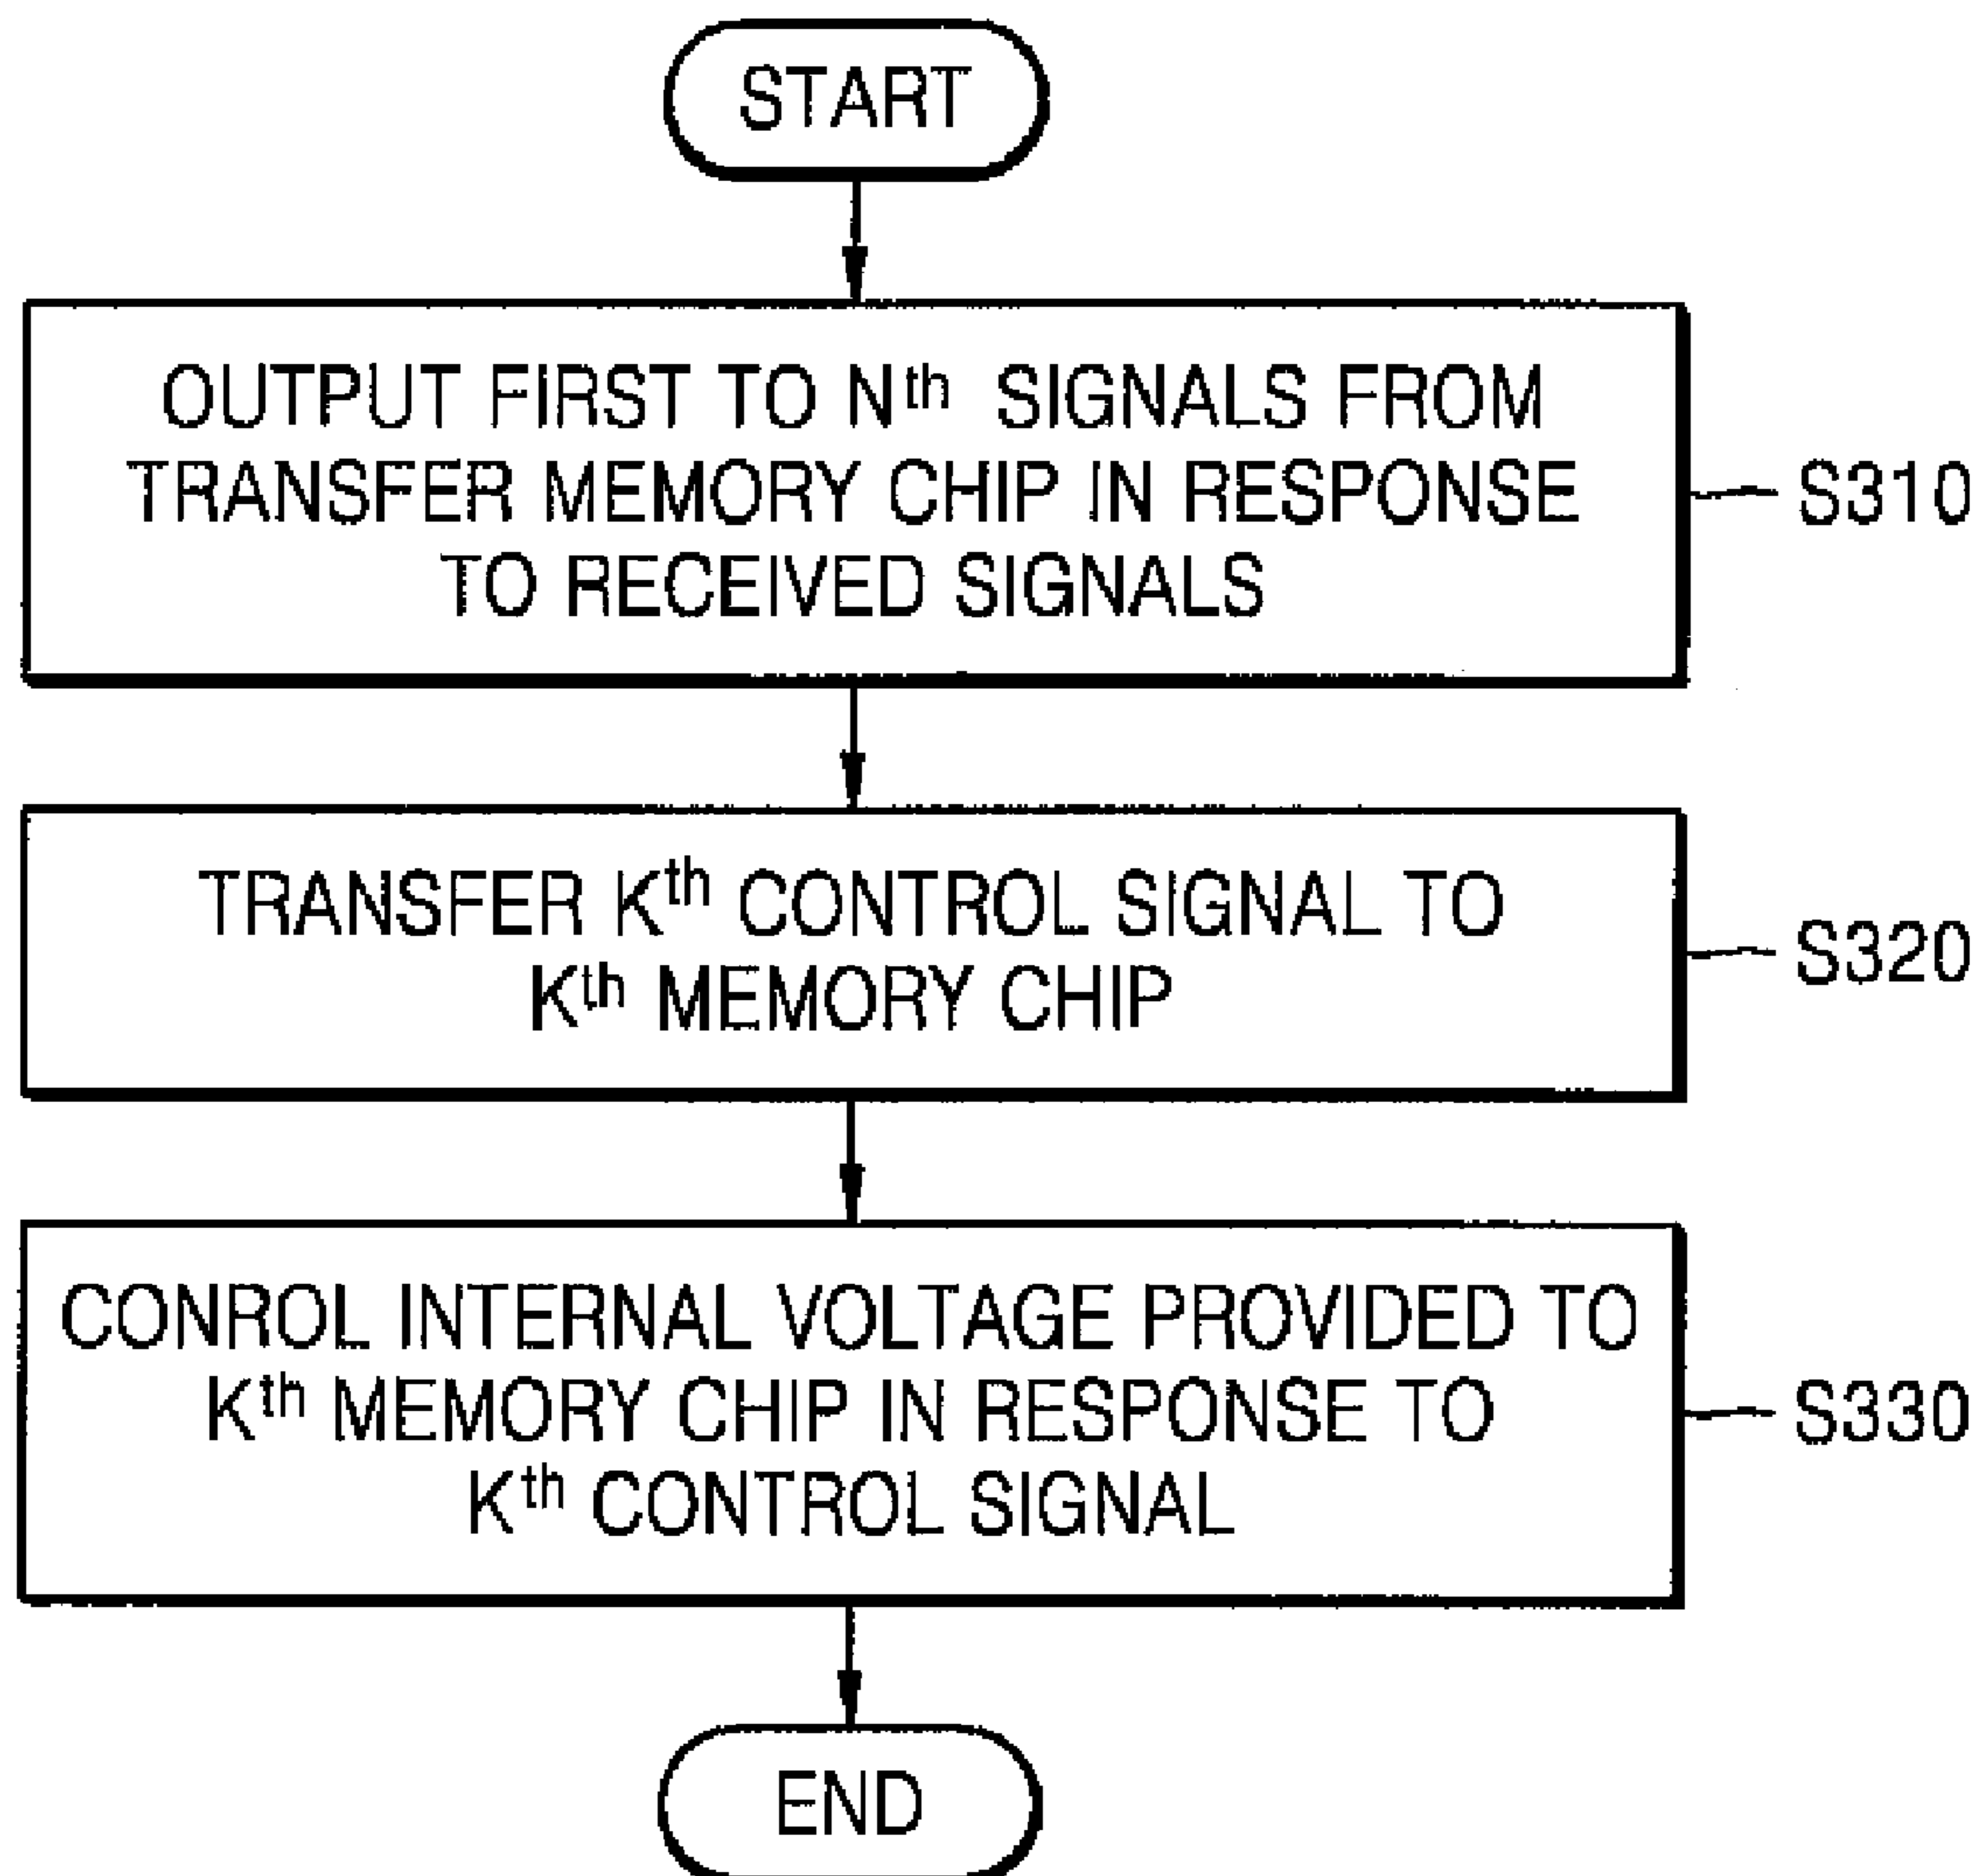 START
OUTPUT FIRST TO Nth SIGNALS FROM
TRANSFER MEMORY CHIP IN RESPONSE
TO RECEIVED SIGNALS
S310
TRANSFER Kth CONTROL SIGNAL TO
Kth MEMORY CHIP
S320
CONROL INTERNAL VOLTAGE PROVIDED TO
Kth MEMORY CHIP IN RESPONSE TO
Kth CONTROL SIGNAL
S330
END